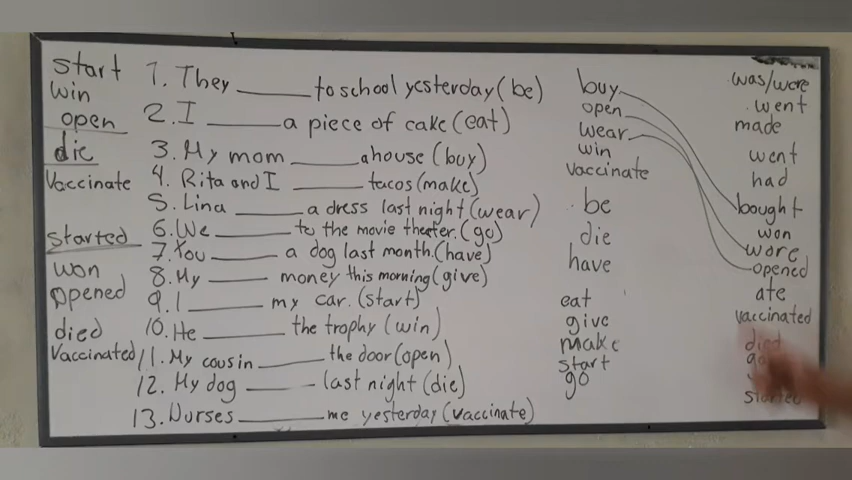 start
win
open
die
Vaccinate
started
won
opened
died
Vaccinated
1. They ______ to school yesterday (be)
2. I ______ a piece of cake (eat)
3. My mom ______ a house (buy)
4. Rita and I ______ tacos (make)
5. Lina ______ a dress last night (wear)
6. We ______ to the movie theater. (go)
7. You ______ a dog last month. (have)
8. My ______ money this morning (give)
9. I ______ my car. (start)
10. He ______ the trophy (win)
11. My cousin ______ the door (open)
12. My dog ______ last night (die)
13. Nurses ______ me yesterday (vaccinate)
buy
open
wear
win
vaccinate
be
die
have
eat
give
make
start
go
was/were
went
made
went
had
bought
won
wore
opened
ate
vaccinated
died
started